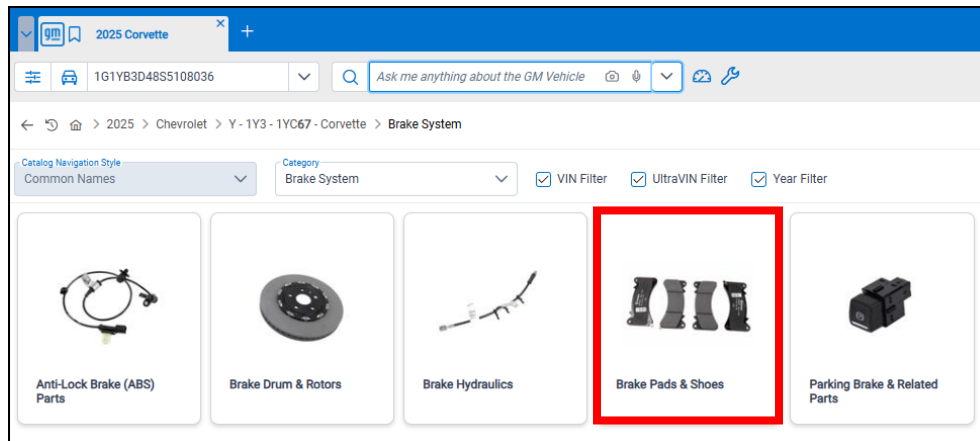 gm 2025 Corvette
1G1YB3D48S5108036 Ask me anything about the GM Vehicle
> 2025 > Chevrolet > Y - 1Y3 - 1YC67 - Corvette > Brake System
Catalog Navigation Style
Common Names
Category
Brake System
VIN Filter
UltraVIN Filter
Year Filter
Anti-Lock Brake (ABS)
Parts
Brake Drum & Rotors
Brake Hydraulics
Brake Pads & Shoes
Parking Brake & Related
Parts